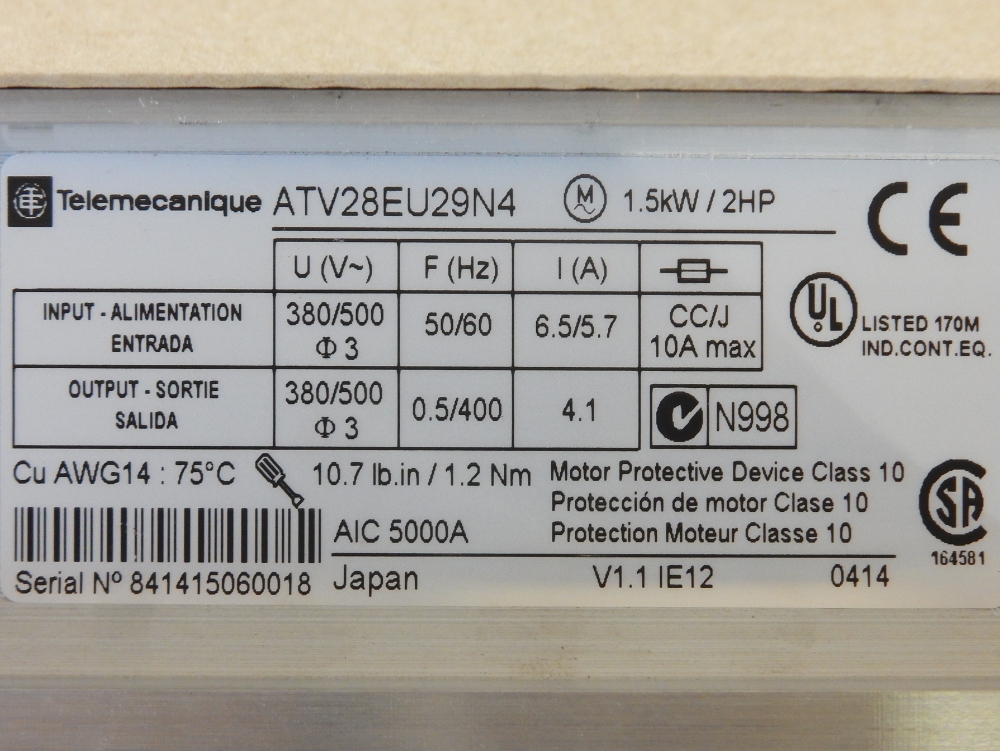 Telemecanique ATV28EU29N4 M 1.5kW / 2HP
CE
U (V~) F (Hz) I (A)
INPUT - ALIMENTATION
ENTRADA
380/500
Φ 3
50/60
6.5/5.7
CC/J
10A max
UL
LISTED 170M
IND.CONT.EQ.
OUTPUT - SORTIE
SALIDA
380/500
Φ 3
0.5/400
4.1
N998
Cu AWG14 : 75°C 10.7 lb.in / 1.2 Nm
Motor Protective Device Class 10
Protección de motor Clase 10
Protection Moteur Classe 10
AIC 5000A
SA
164581
Serial Nº 841415060018
Japan V1.1 IE12 0414